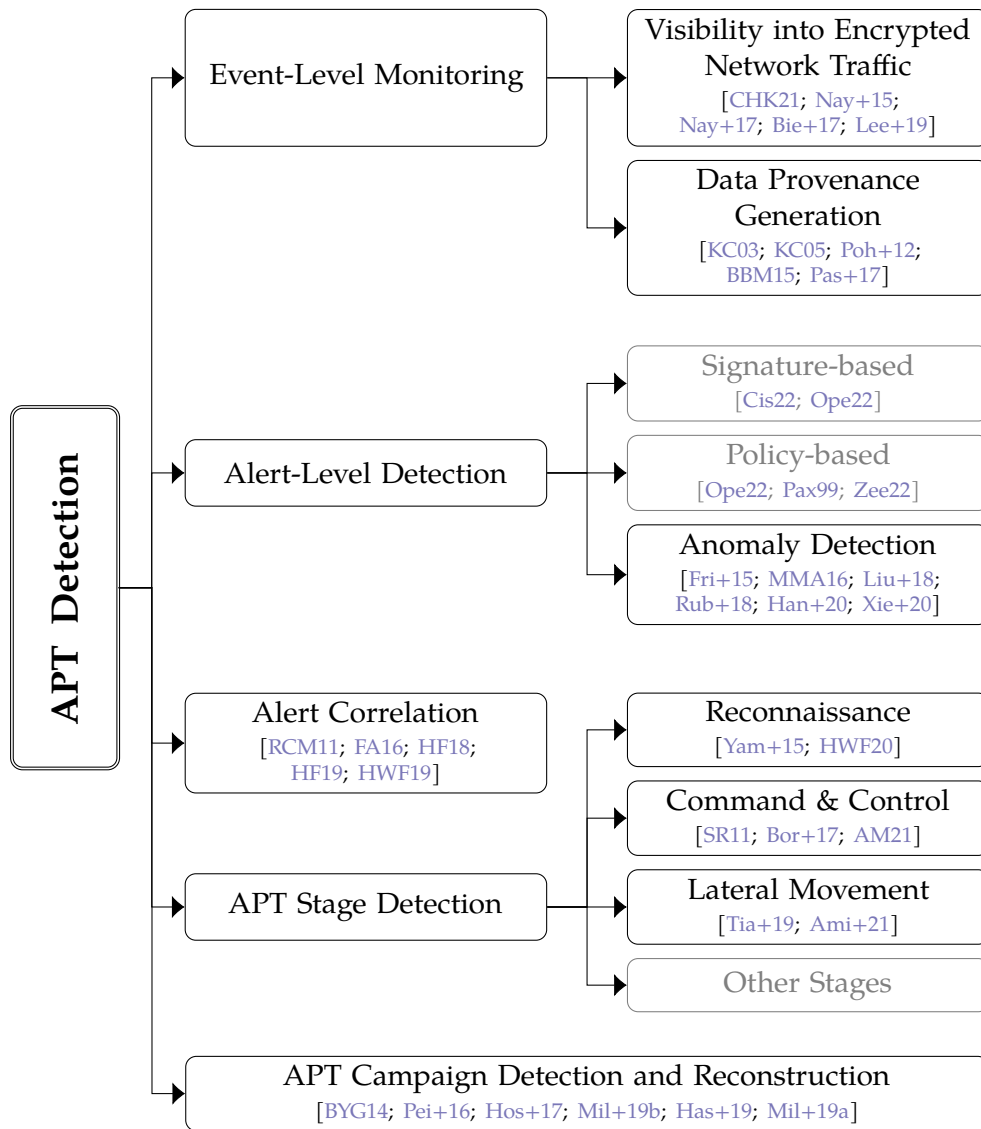 APT Detection
Event-Level Monitoring
Visibility into Encrypted
Network Traffic
[CHK21; Nay+15;
Nay+17; Bie+17; Lee+19]
Data Provenance
Generation
[KC03; KC05; Poh+12;
BBM15; Pas+17]
Alert-Level Detection
Signature-based
[Cis22; Ope22]
Policy-based
[Ope22; Pax99; Zee22]
Anomaly Detection
[Fri+15; MMA16; Liu+18;
Rub+18; Han+20; Xie+20]
Alert Correlation
[RCM11; FA16; HF18;
HF19; HWF19]
APT Stage Detection
Reconnaissance
[Yam+15; HWF20]
Command & Control
[SR11; Bor+17; AM21]
Lateral Movement
[Tia+19; Ami+21]
Other Stages
APT Campaign Detection and Reconstruction
[BYG14; Pei+16; Hos+17; Mil+19b; Has+19; Mil+19a]